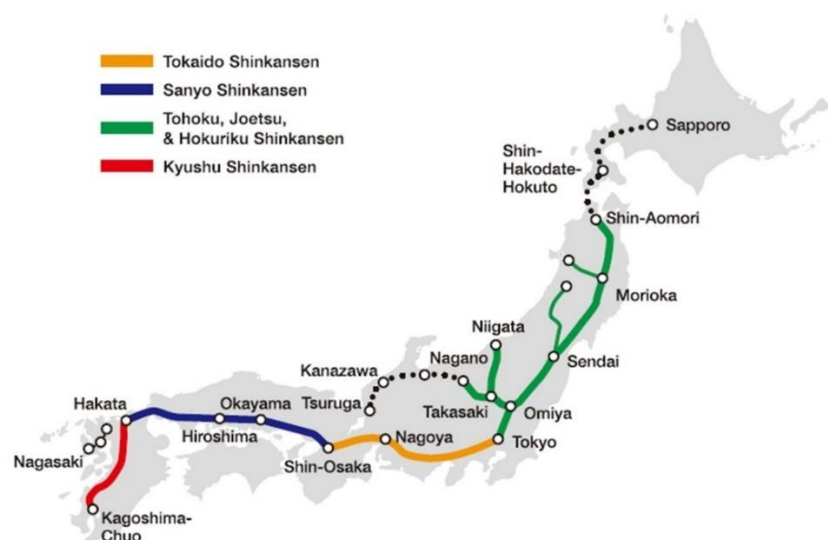 Tokaido Shinkansen
Sanyo Shinkansen
Tohoku, Joetsu,
& Hokuriku Shinkansen
Kyushu Shinkansen
Sapporo
Shin-
Hakodate-
Hokuto
Shin-Aomori
Morioka
Niigata
Nagano
Sendai
Kanazawa
Tsuruga
Takasaki
Omiya
Hakata
Okayama
Hiroshima
Nagoya
Tokyo
Nagasaki
Shin-Osaka
Kagoshima-
Chuo